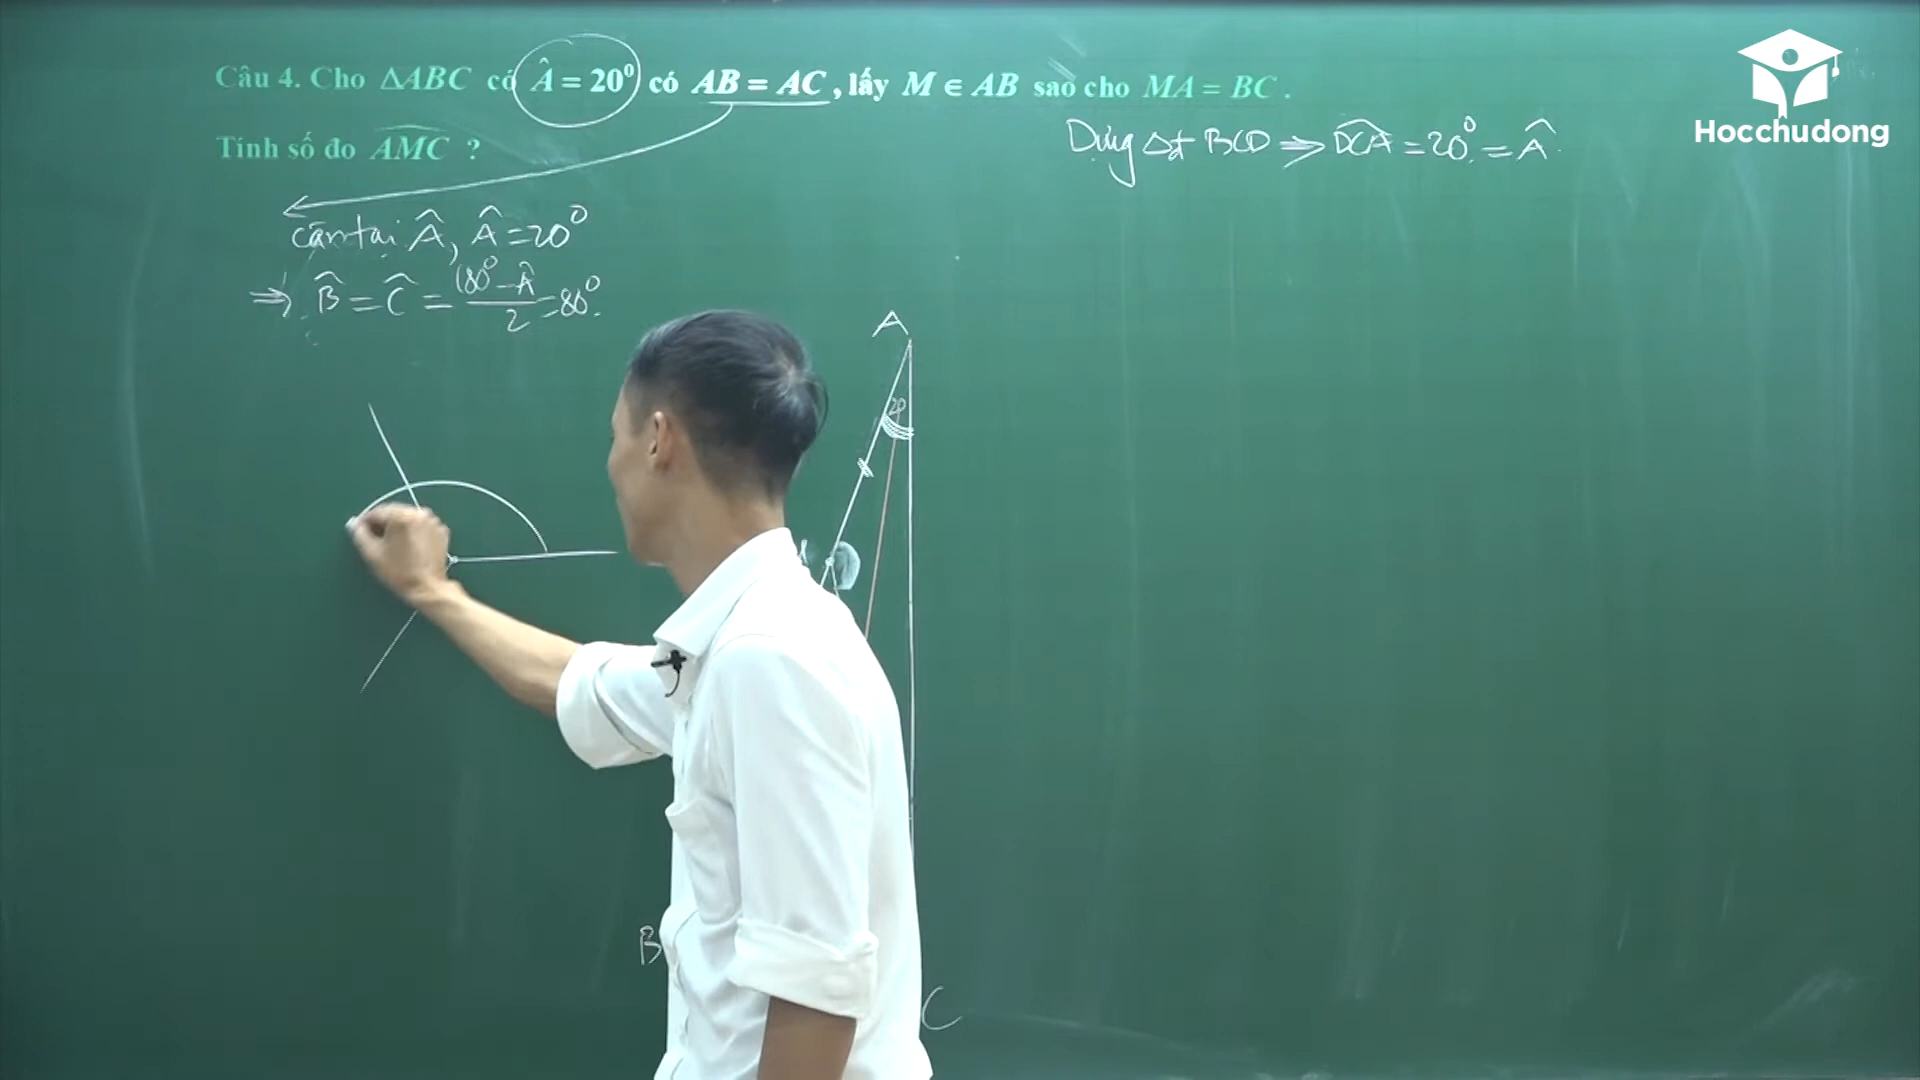 Câu 4. Cho ΔABC có Â = 20⁰ có AB = AC , lấy M ∈ AB sao cho MA = BC .
Tính số đo AMC ?
Hocchudong
Dựng Δđ BCD ⇒ DCA = 20⁰ = Â
cân tại Â, Â = 20⁰
⇒ B̂ = Ĉ = (180⁰ - Â)/2 = 80⁰
A
20
B
C